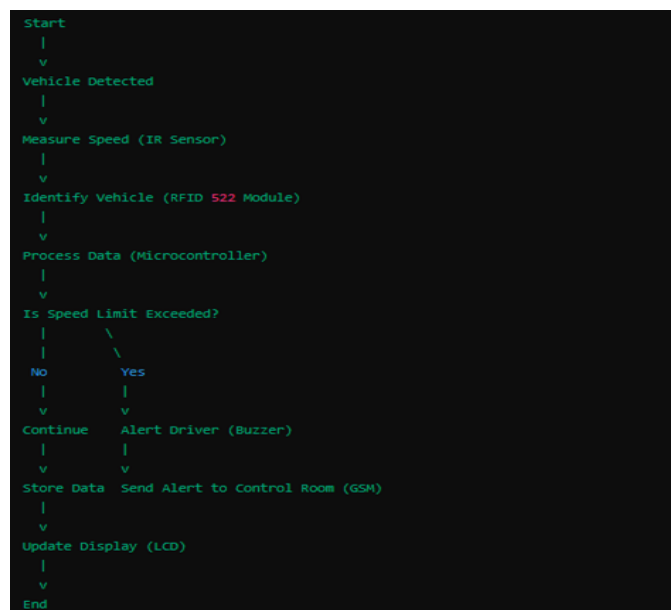 Start
|
v
Vehicle Detected
|
v
Measure Speed (IR Sensor)
|
v
Identify Vehicle (RFID 522 Module)
|
v
Process Data (Microcontroller)
|
v
Is Speed Limit Exceeded?
|        \
|         \
No         Yes
|          |
v          v
Continue    Alert Driver (Buzzer)
|          |
v          v
Store Data  Send Alert to Control Room (GSM)
|
v
Update Display (LCD)
|
v
End